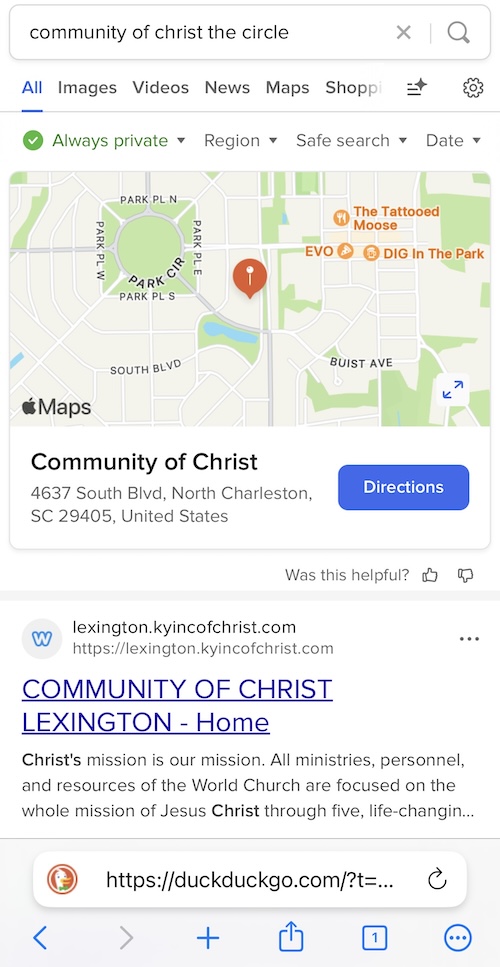 community of christ the circle
All Images Videos News Maps Shoppi
Always private Region Safe search Date
PARK PL N
PARK PL W
PARK PL E
PARK CIR
PARK PL S
The Tattooed
Moose
EVO
DIG In The Park
SOUTH BLVD
BUIST AVE
Maps
Community of Christ
4637 South Blvd, North Charleston,
SC 29405, United States
Directions
Was this helpful?
lexington.kyincofchrist.com
https://lexington.kyincofchrist.com
COMMUNITY OF CHRIST
LEXINGTON - Home
Christ's mission is our mission. All ministries, personnel,
and resources of the World Church are focused on the
whole mission of Jesus Christ through five, life-changin...
https://duckduckgo.com/?t=...
1